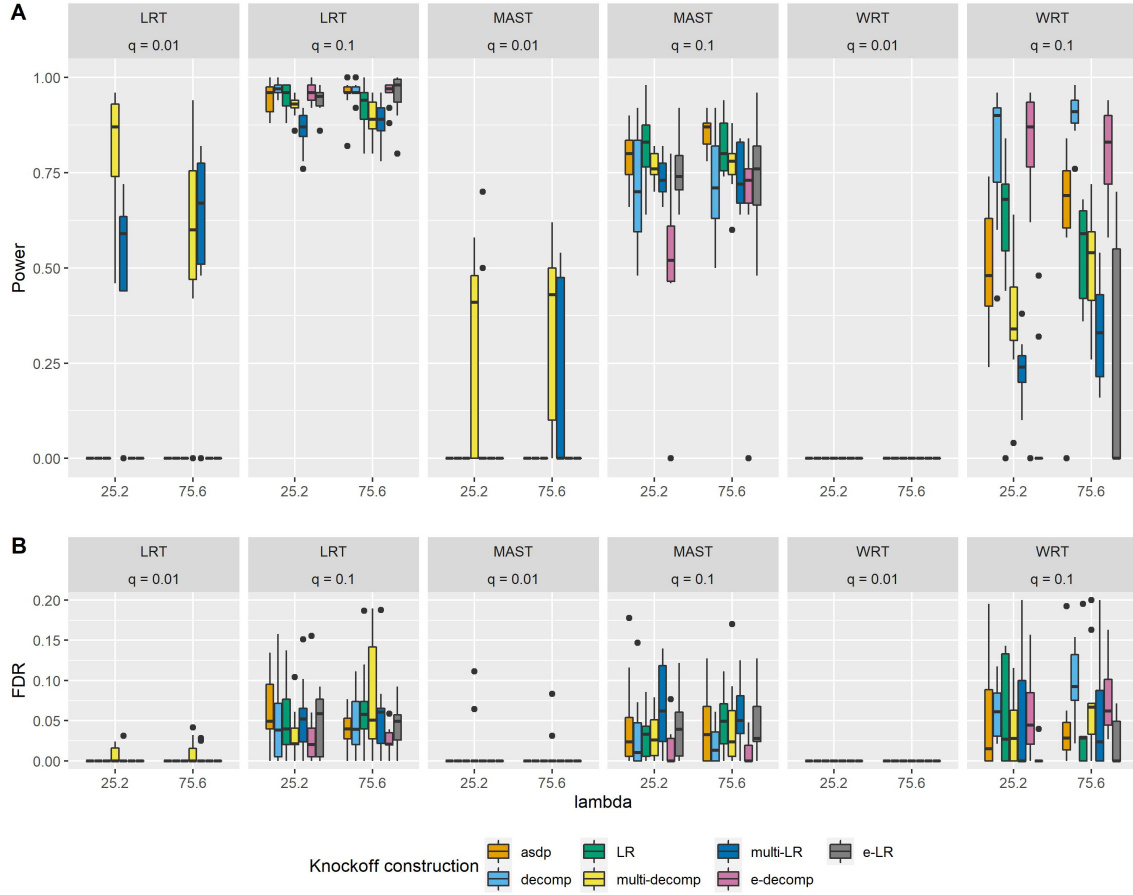 A
LRT LRT MAST MAST WRT WRT
q = 0.01 q = 0.1 q = 0.01 q = 0.1 q = 0.01 q = 0.1
1.00
0.75
0.50
0.25
0.00
Power
25.2 75.6 25.2 75.6 25.2 75.6 25.2 75.6 25.2 75.6 25.2 75.6
B
LRT LRT MAST MAST WRT WRT
q = 0.01 q = 0.1 q = 0.01 q = 0.1 q = 0.01 q = 0.1
0.20
0.15
0.10
0.05
0.00
FDR
25.2 75.6 25.2 75.6 25.2 75.6 25.2 75.6 25.2 75.6 25.2 75.6
lambda
Knockoff construction
asdp LR multi-LR e-LR
decomp multi-decomp e-decomp